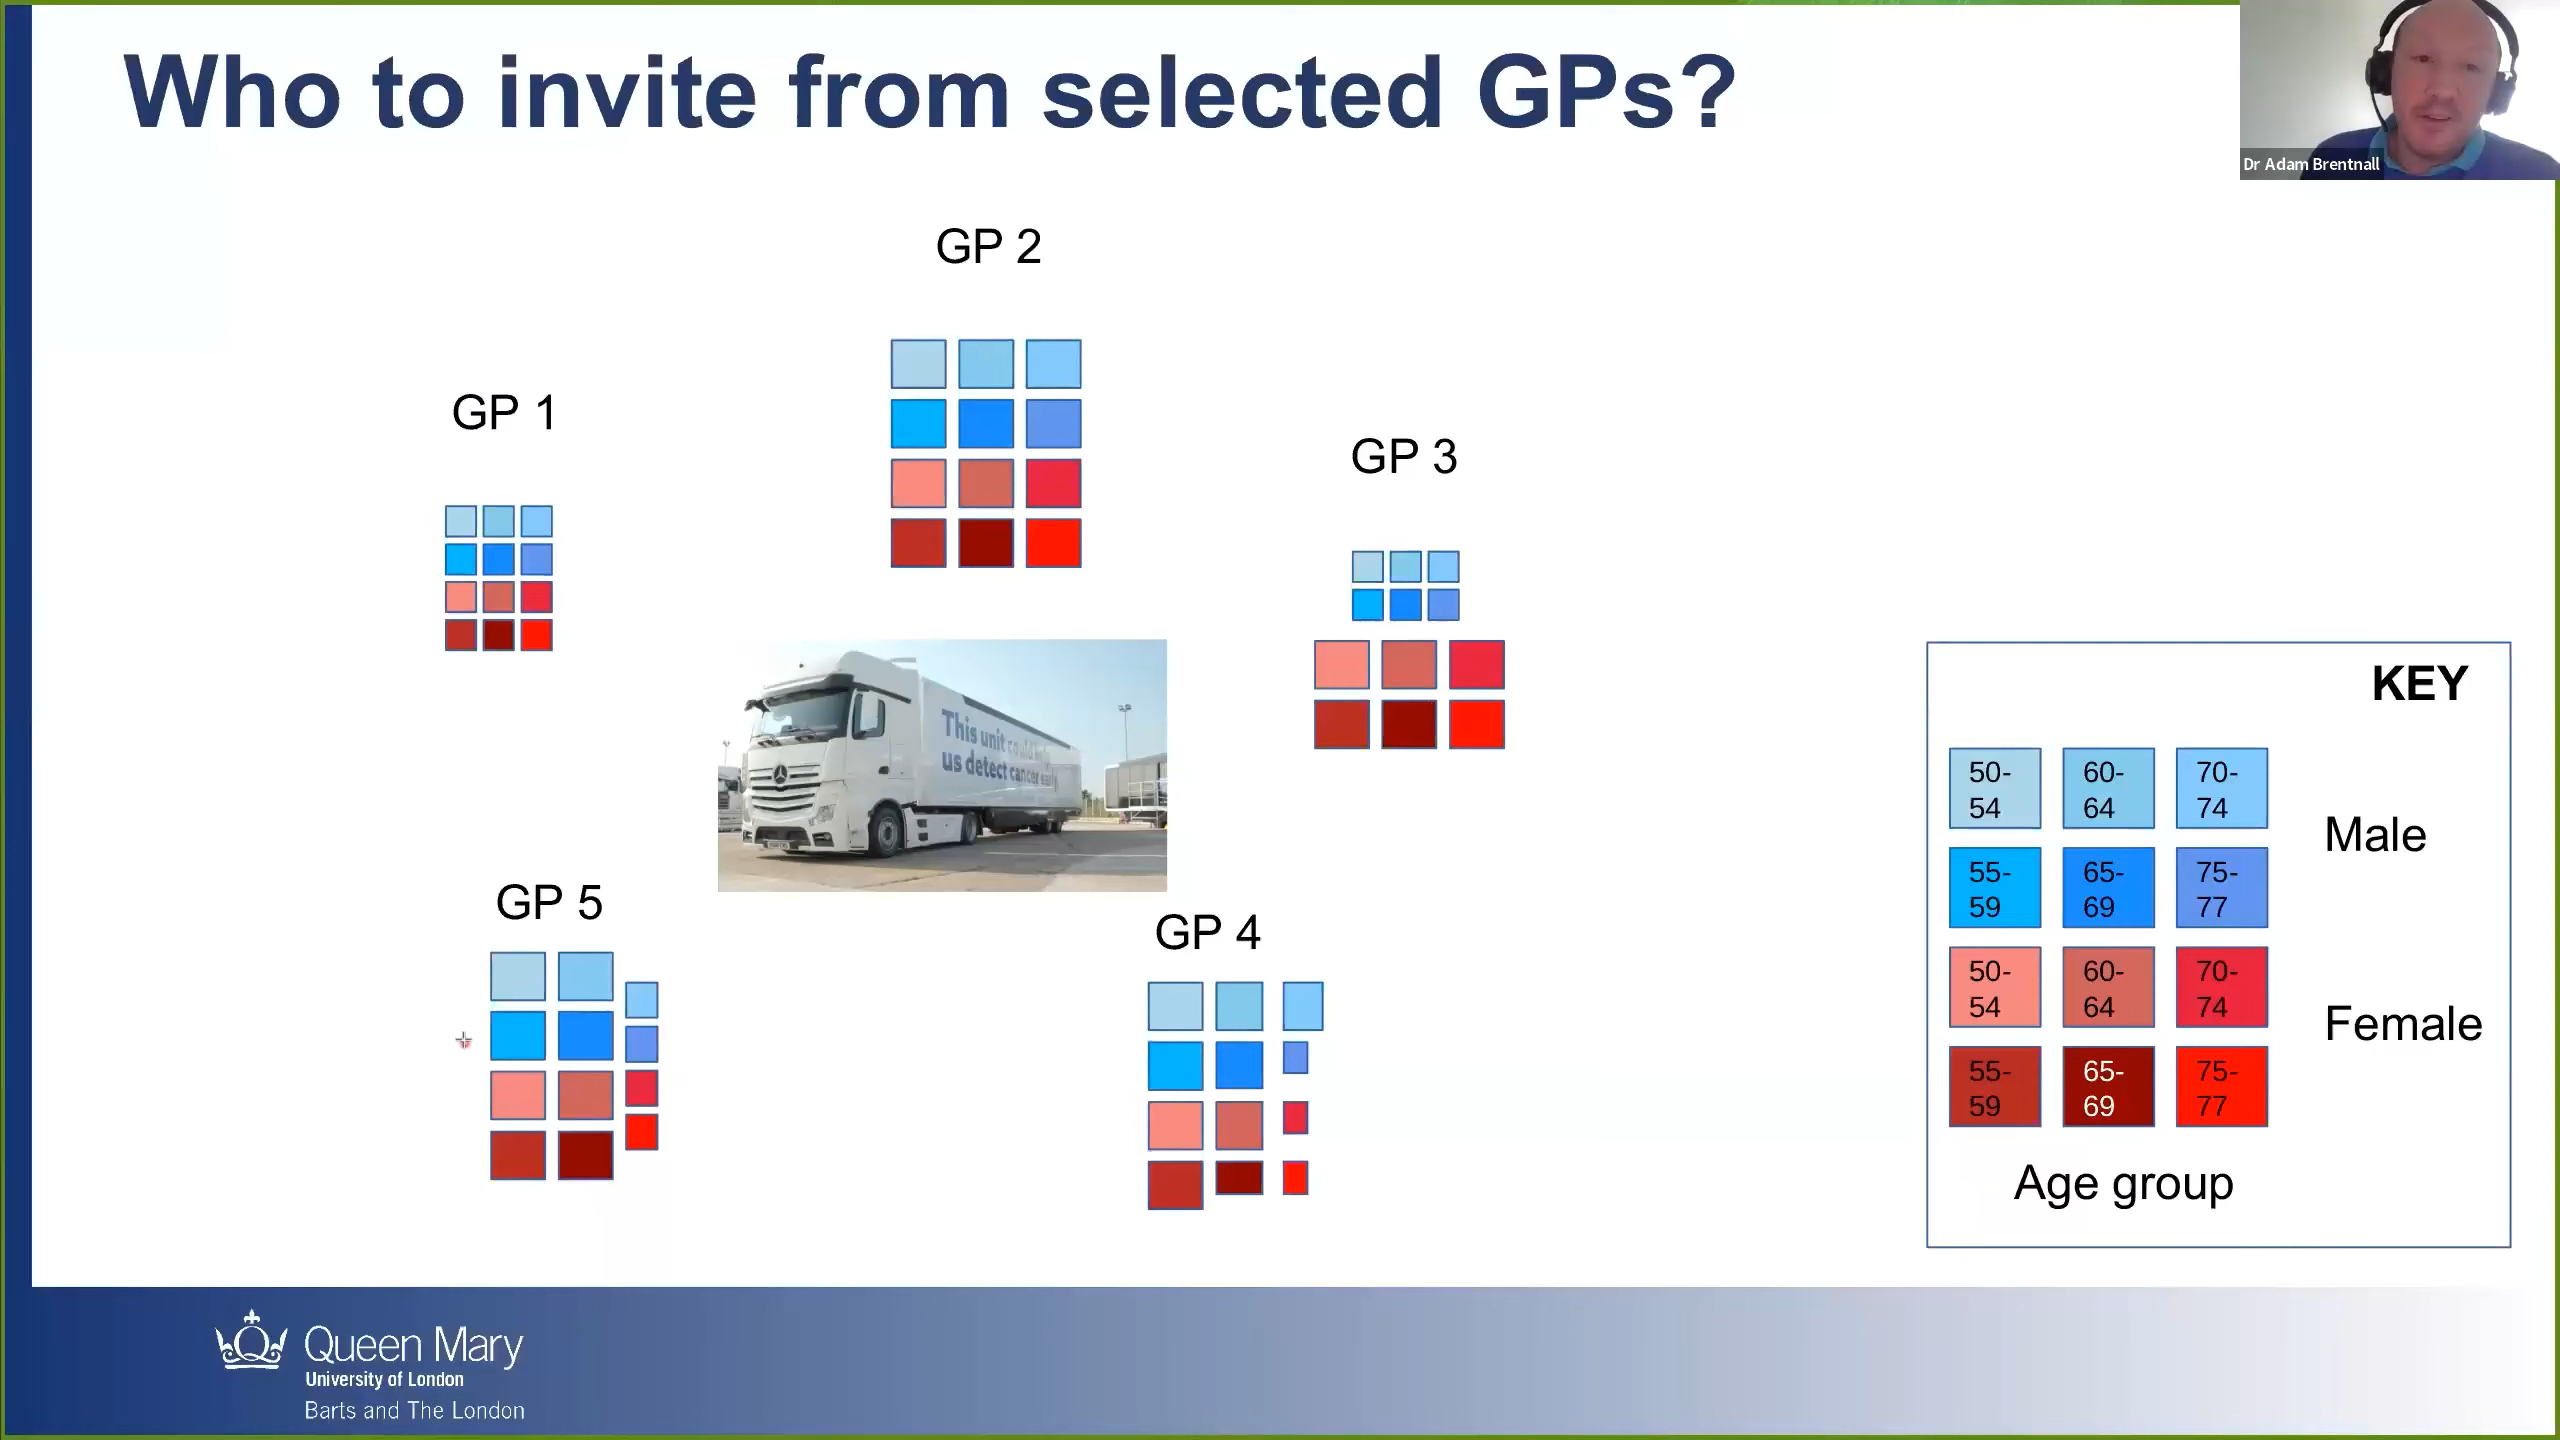 Who to invite from selected GPs?
Dr Adam Brentnall
GP 2
GP 1
GP 3
This unit could help
us detect cancer early
GP 5
GP 4
KEY
50-
54
60-
64
70-
74
Male
55-
59
65-
69
75-
77
50-
54
60-
64
70-
74
Female
55-
59
65-
69
75-
77
Age group
Queen Mary
University of London
Barts and The London